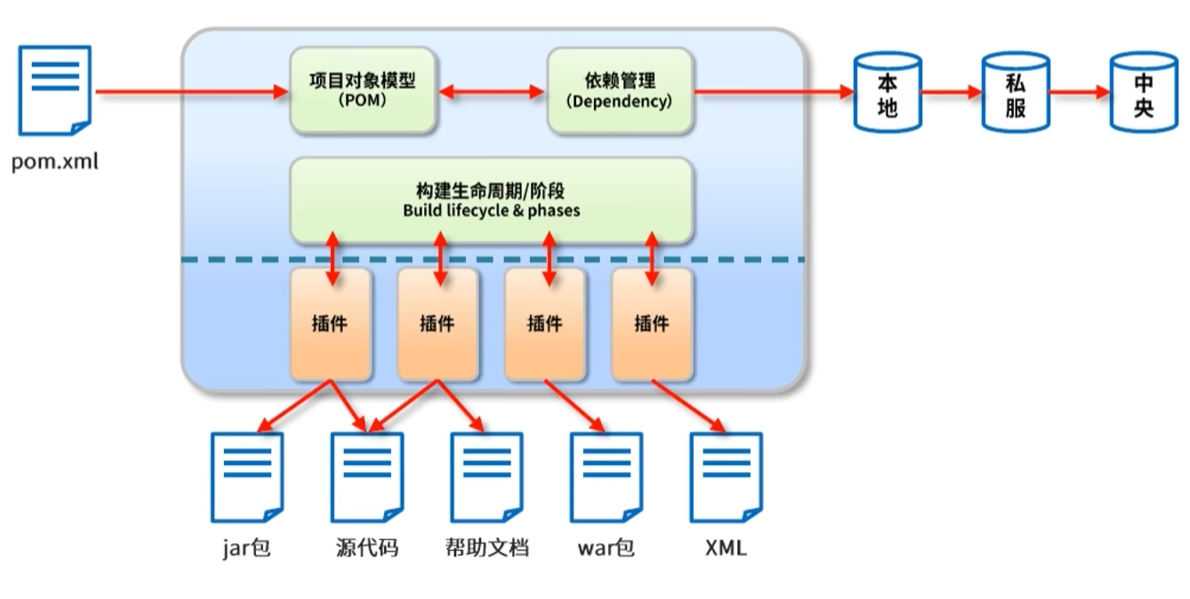 项目对象模型
（POM）
依赖管理
（Dependency）
本
地
私
服
中
央
pom.xml
构建生命周期/阶段
Build lifecycle & phases
插件
插件
插件
插件
jar包
源代码
帮助文档
war包
XML